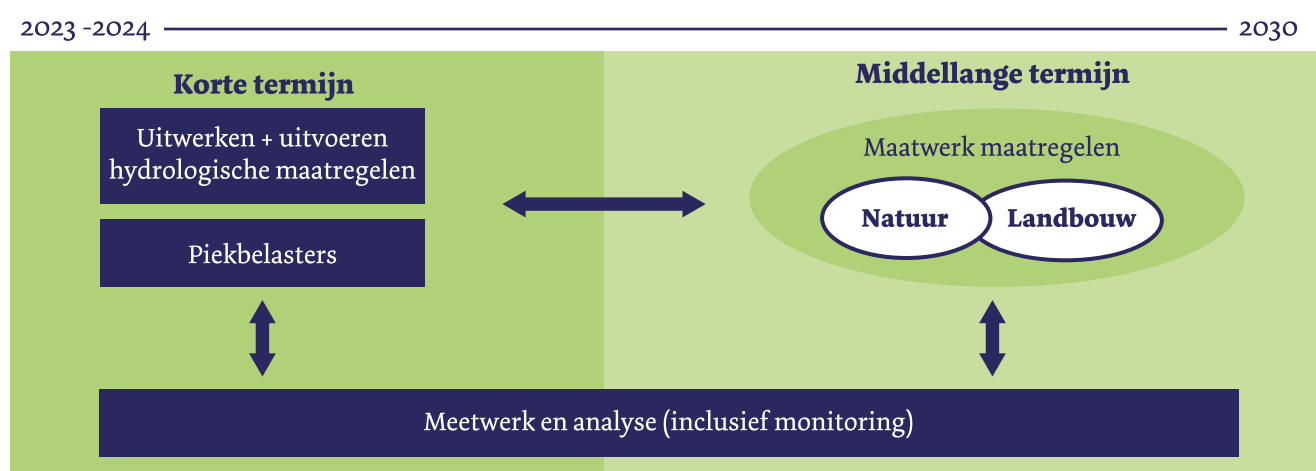 2023 -2024
2030
Korte termijn
Uitwerken + uitvoeren
hydrologische maatregelen
Piekbelasters
Middellange termijn
Maatwerk maatregelen
Natuur
Landbouw
Meetwerk en analyse (inclusief monitoring)